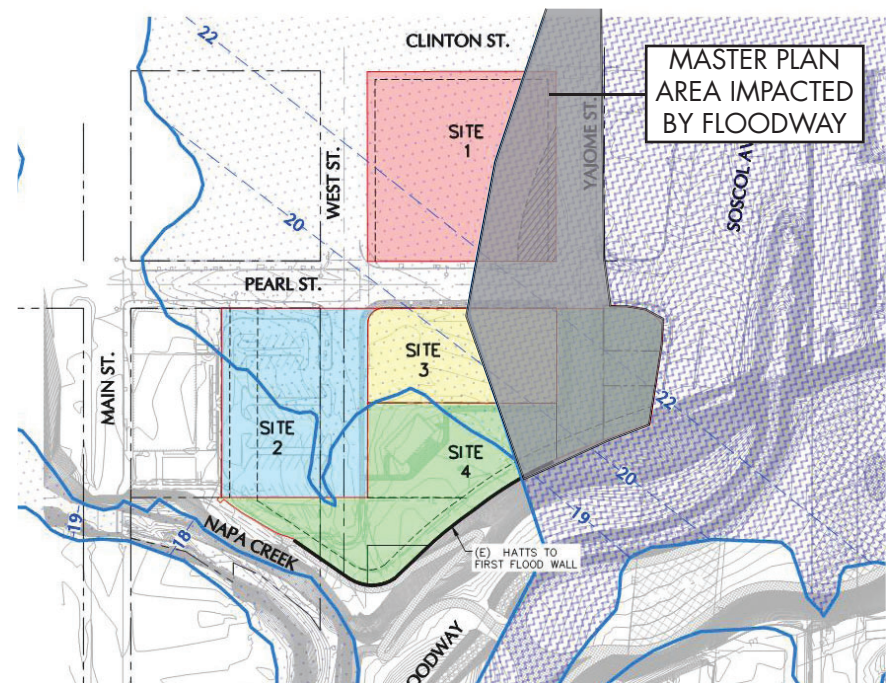 22
CLINTON ST.
MASTER PLAN
AREA IMPACTED
BY FLOODWAY
SITE
1
WEST ST.
YAJOME ST.
SOSCOL AV
20
PEARL ST.
MAIN ST.
SITE
3
SITE
2
SITE
4
22
20
19
19
18
NAPA CREEK
(E) HATTS TO
FIRST FLOOD WALL
OODWAY